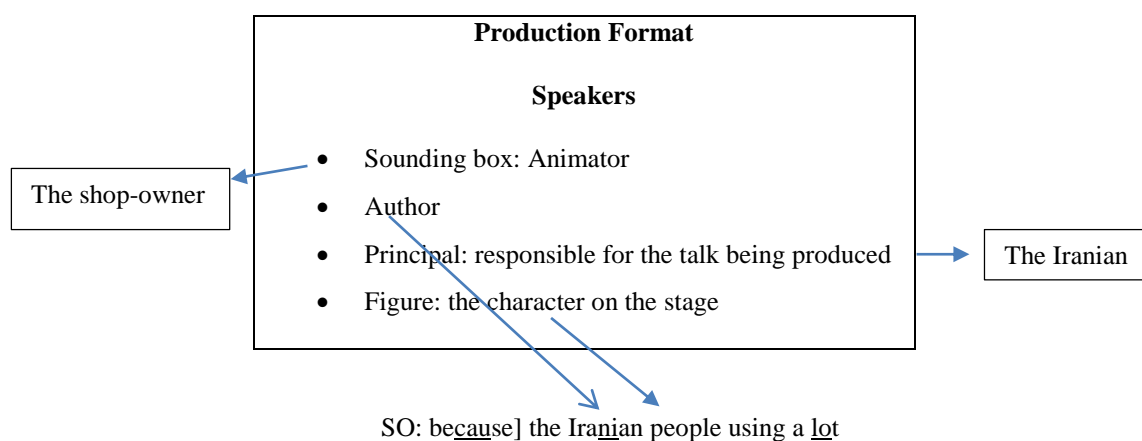 Production Format
Speakers
• Sounding box: Animator
The shop-owner
• Author
• Principal: responsible for the talk being produced
The Iranian
• Figure: the character on the stage
SO: because] the Iranian people using a lot